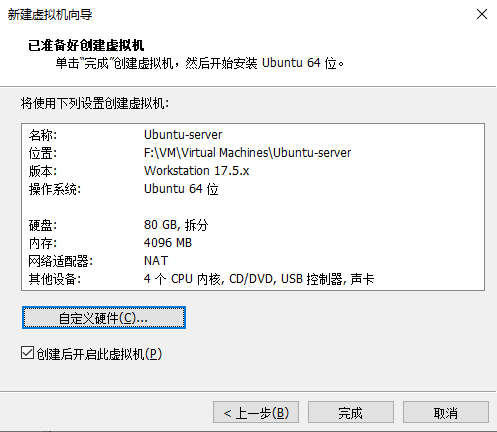 新建虚拟机向导
已准备好创建虚拟机
单击“完成”创建虚拟机，然后开始安装 Ubuntu 64 位。
将使用下列设置创建虚拟机:
名称: Ubuntu-server
位置: F:\VM\Virtual Machines\Ubuntu-server
版本: Workstation 17.5.x
操作系统: Ubuntu 64 位
硬盘: 80 GB, 拆分
内存: 4096 MB
网络适配器: NAT
其他设备: 4 个 CPU 内核, CD/DVD, USB 控制器, 声卡
自定义硬件(C)...
创建后开启此虚拟机(P)
< 上一步(B) 完成 取消